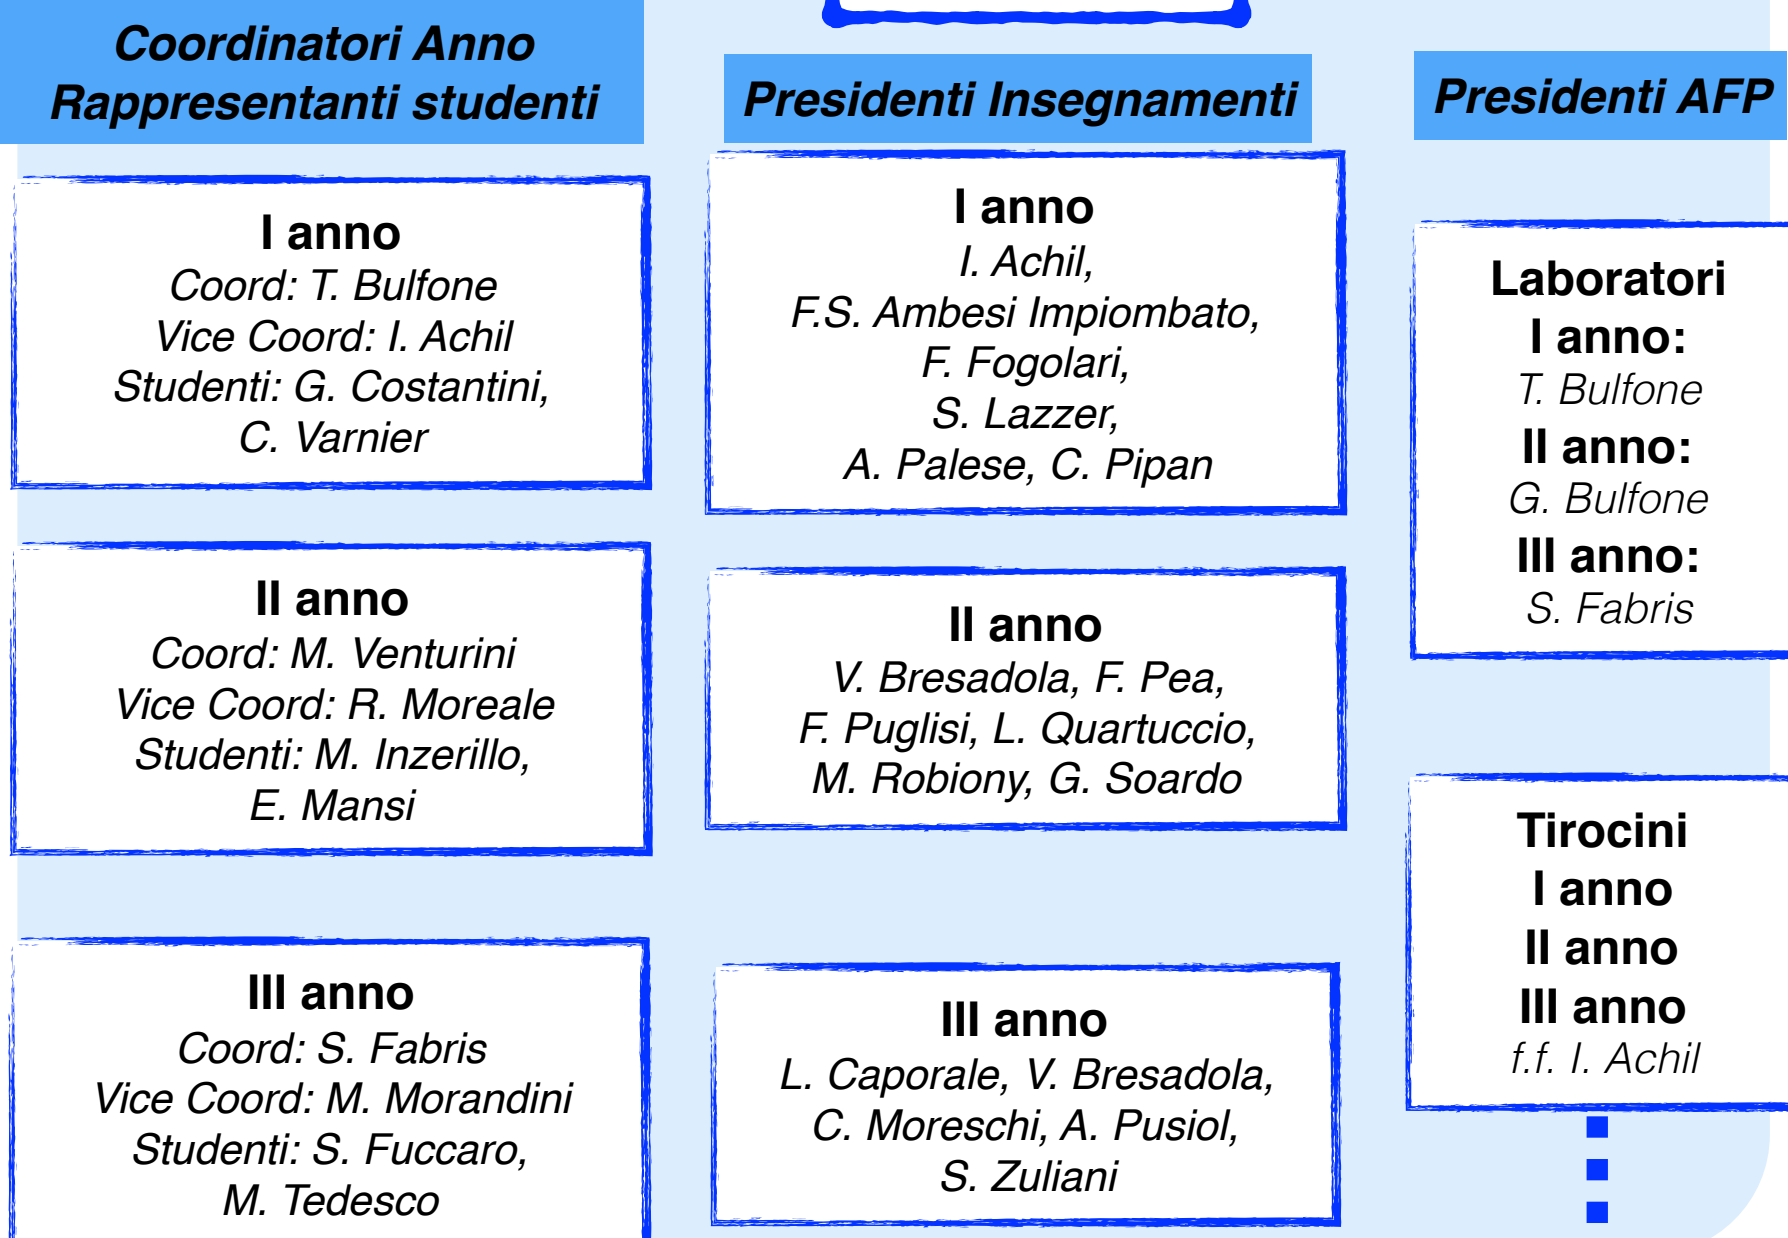 Coordinatori Anno
Rappresentanti studenti
I anno
Coord: T. Bulfone
Vice Coord: I. Achil
Studenti: G. Costantini,
C. Varnier
II anno
Coord: M. Venturini
Vice Coord: R. Moreale
Studenti: M. Inzerillo,
E. Mansi
III anno
Coord: S. Fabris
Vice Coord: M. Morandini
Studenti: S. Fuccaro,
M. Tedesco
Presidenti Insegnamenti
I anno
I. Achil,
F.S. Ambesi Impiombato,
F. Fogolari,
S. Lazzer,
A. Palese, C. Pipan
II anno
V. Bresadola, F. Pea,
F. Puglisi, L. Quartuccio,
M. Robiony, G. Soardo
III anno
L. Caporale, V. Bresadola,
C. Moreschi, A. Pusiol,
S. Zuliani
Presidenti AFP
Laboratori
I anno:
T. Bulfone
II anno:
G. Bulfone
III anno:
S. Fabris
Tirocini
I anno
II anno
III anno
f.f. I. Achil